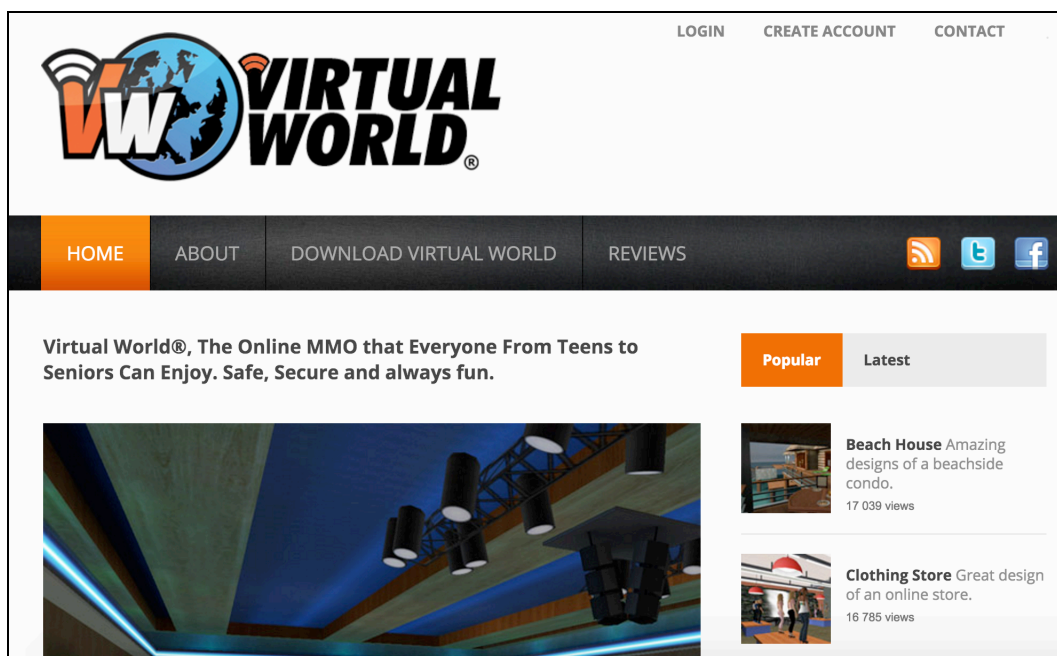 LOGIN CREATE ACCOUNT CONTACT
VW VIRTUAL
WORLD®
HOME ABOUT DOWNLOAD VIRTUAL WORLD REVIEWS
Virtual World®, The Online MMO that Everyone From Teens to
Seniors Can Enjoy. Safe, Secure and always fun.
Popular Latest
Beach House Amazing
designs of a beachside
condo.
17 039 views
Clothing Store Great design
of an online store.
16 785 views